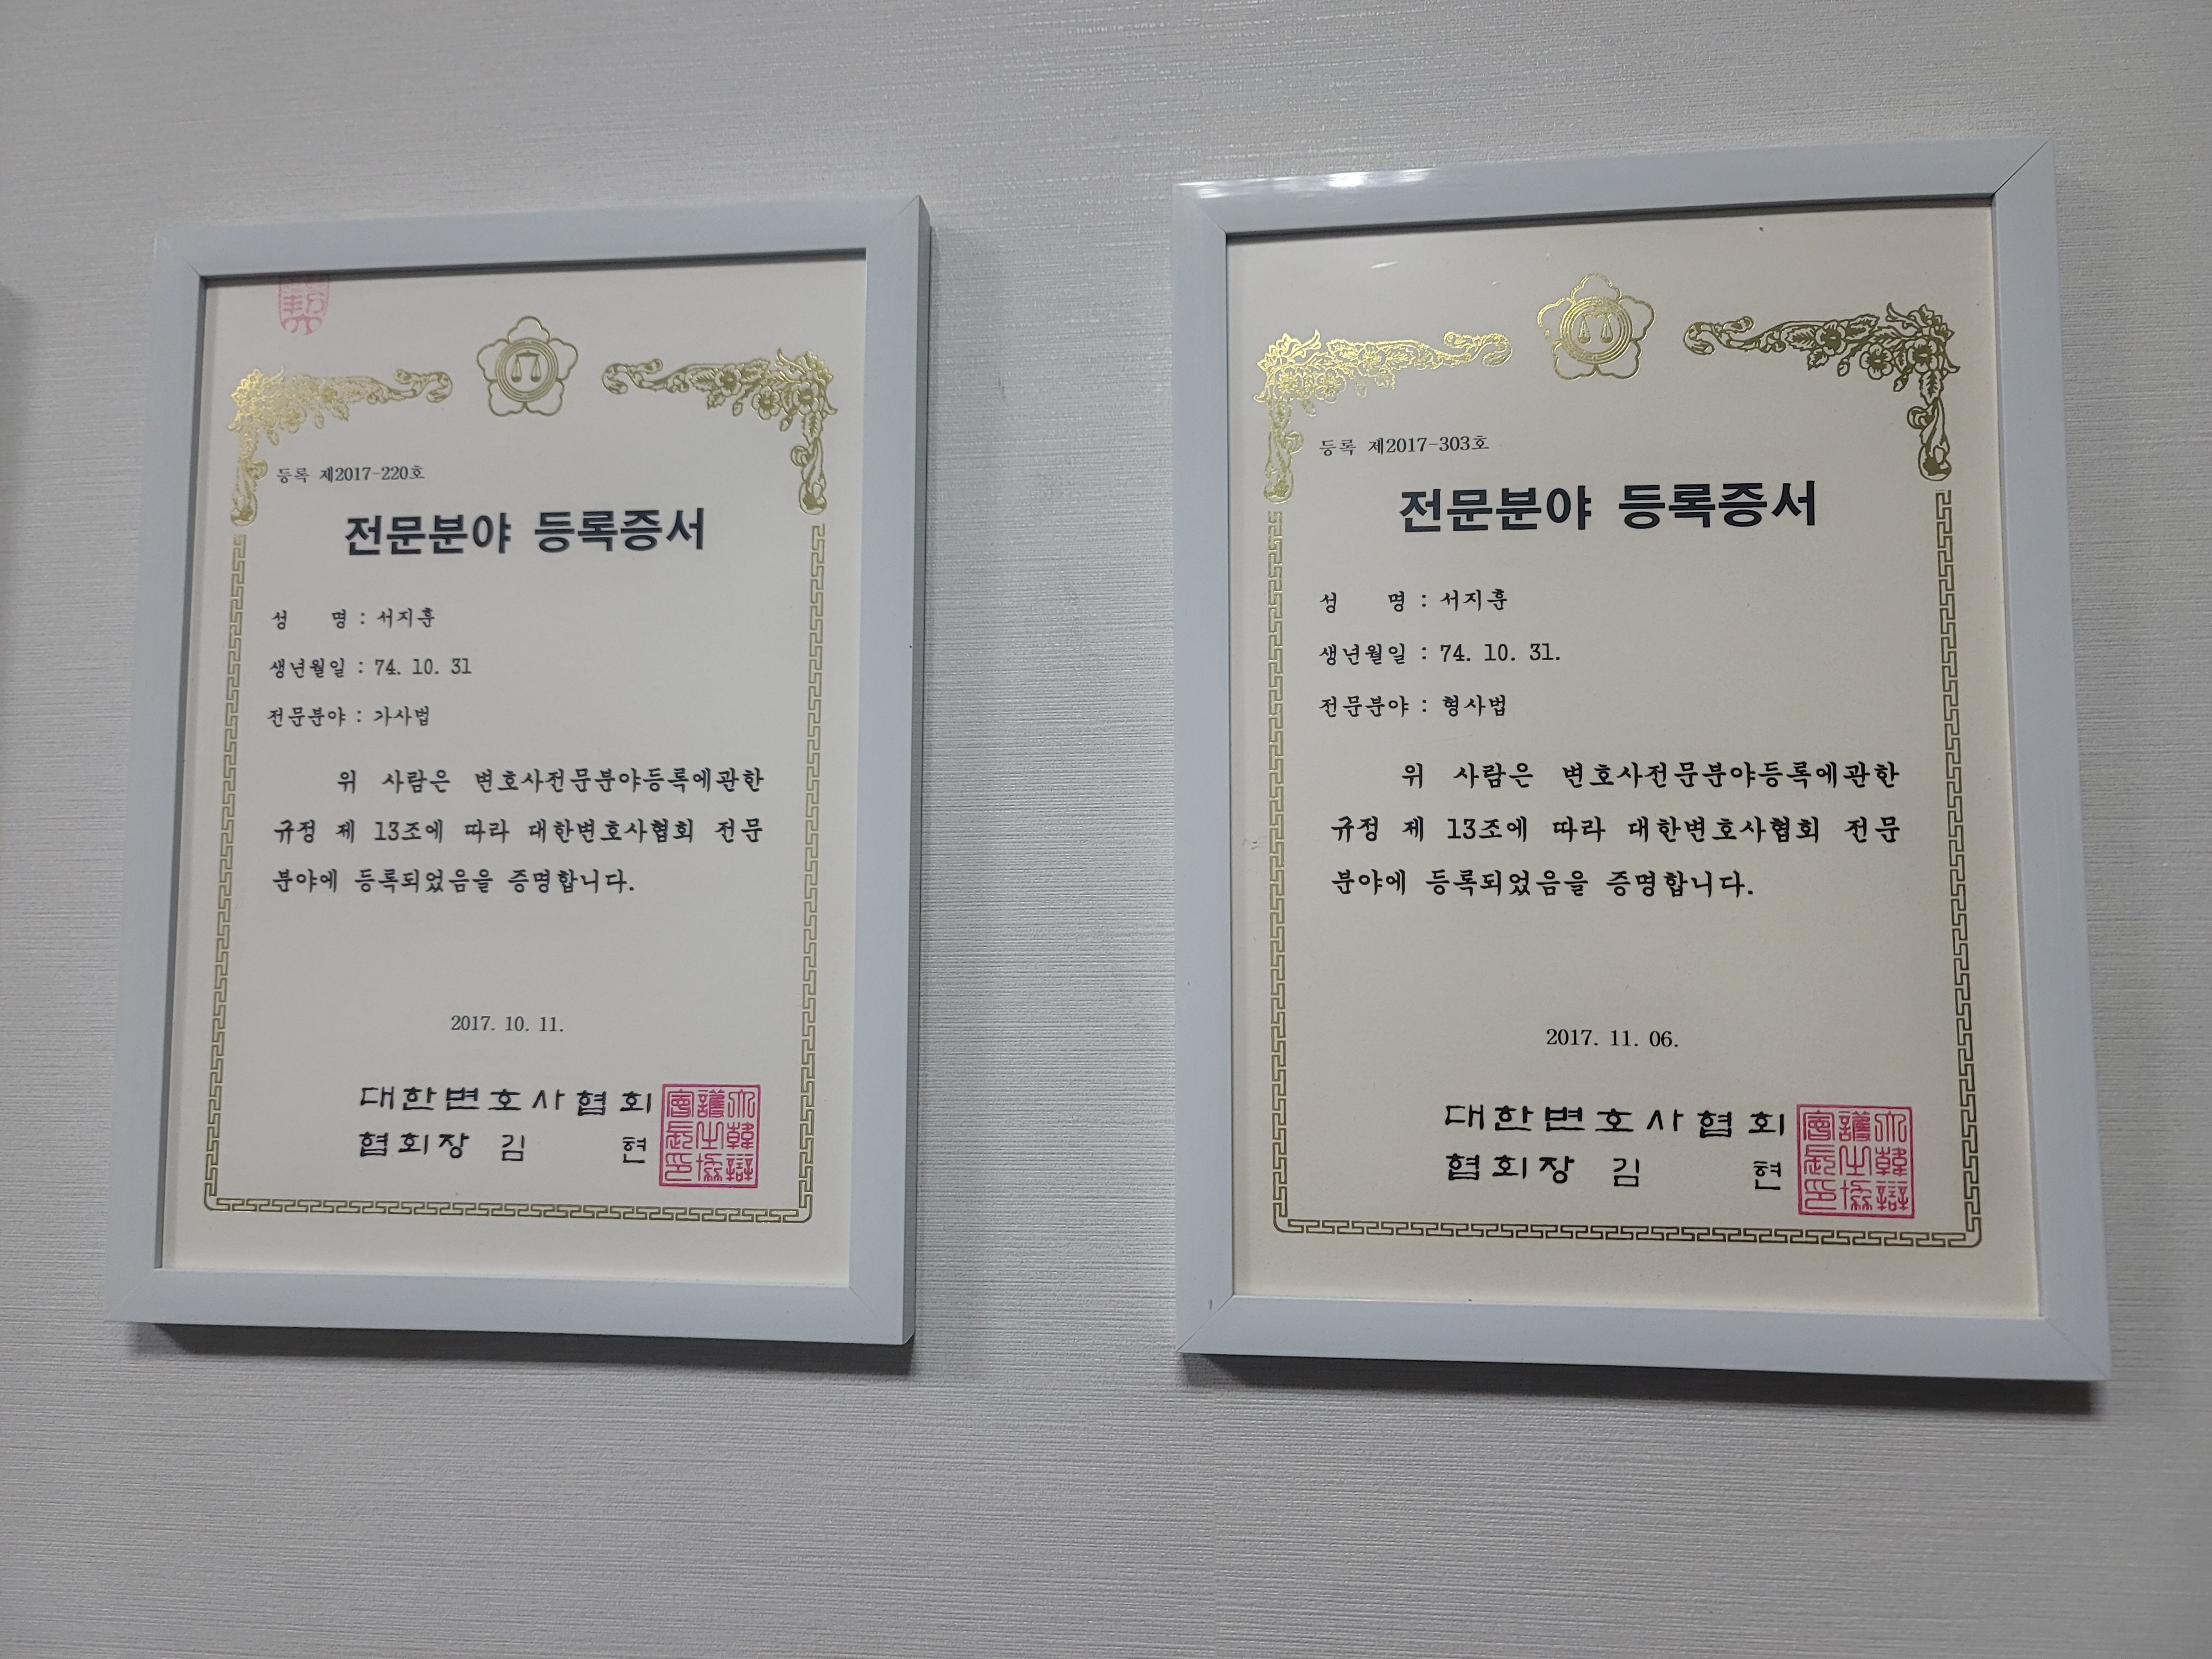 등록 제2017-220호
전문분야 등록증서
성 명 : 서지훈
생년월일 : 74. 10. 31
전문분야 : 가사법
위 사람은 변호사전문분야등록에관한
규정 제 13조에 따라 대한변호사협회 전문
분야에 등록되었음을 증명합니다.
2017. 10. 11.
대한변호사협회
협회장 김 현
등록 제2017-303호
전문분야 등록증서
성 명 : 서지훈
생년월일 : 74. 10. 31.
전문분야 : 형사법
위 사람은 변호사전문분야등록에관한
규정 제 13조에 따라 대한변호사협회 전문
분야에 등록되었음을 증명합니다.
2017. 11. 06.
대한변호사협회
협회장 김 현